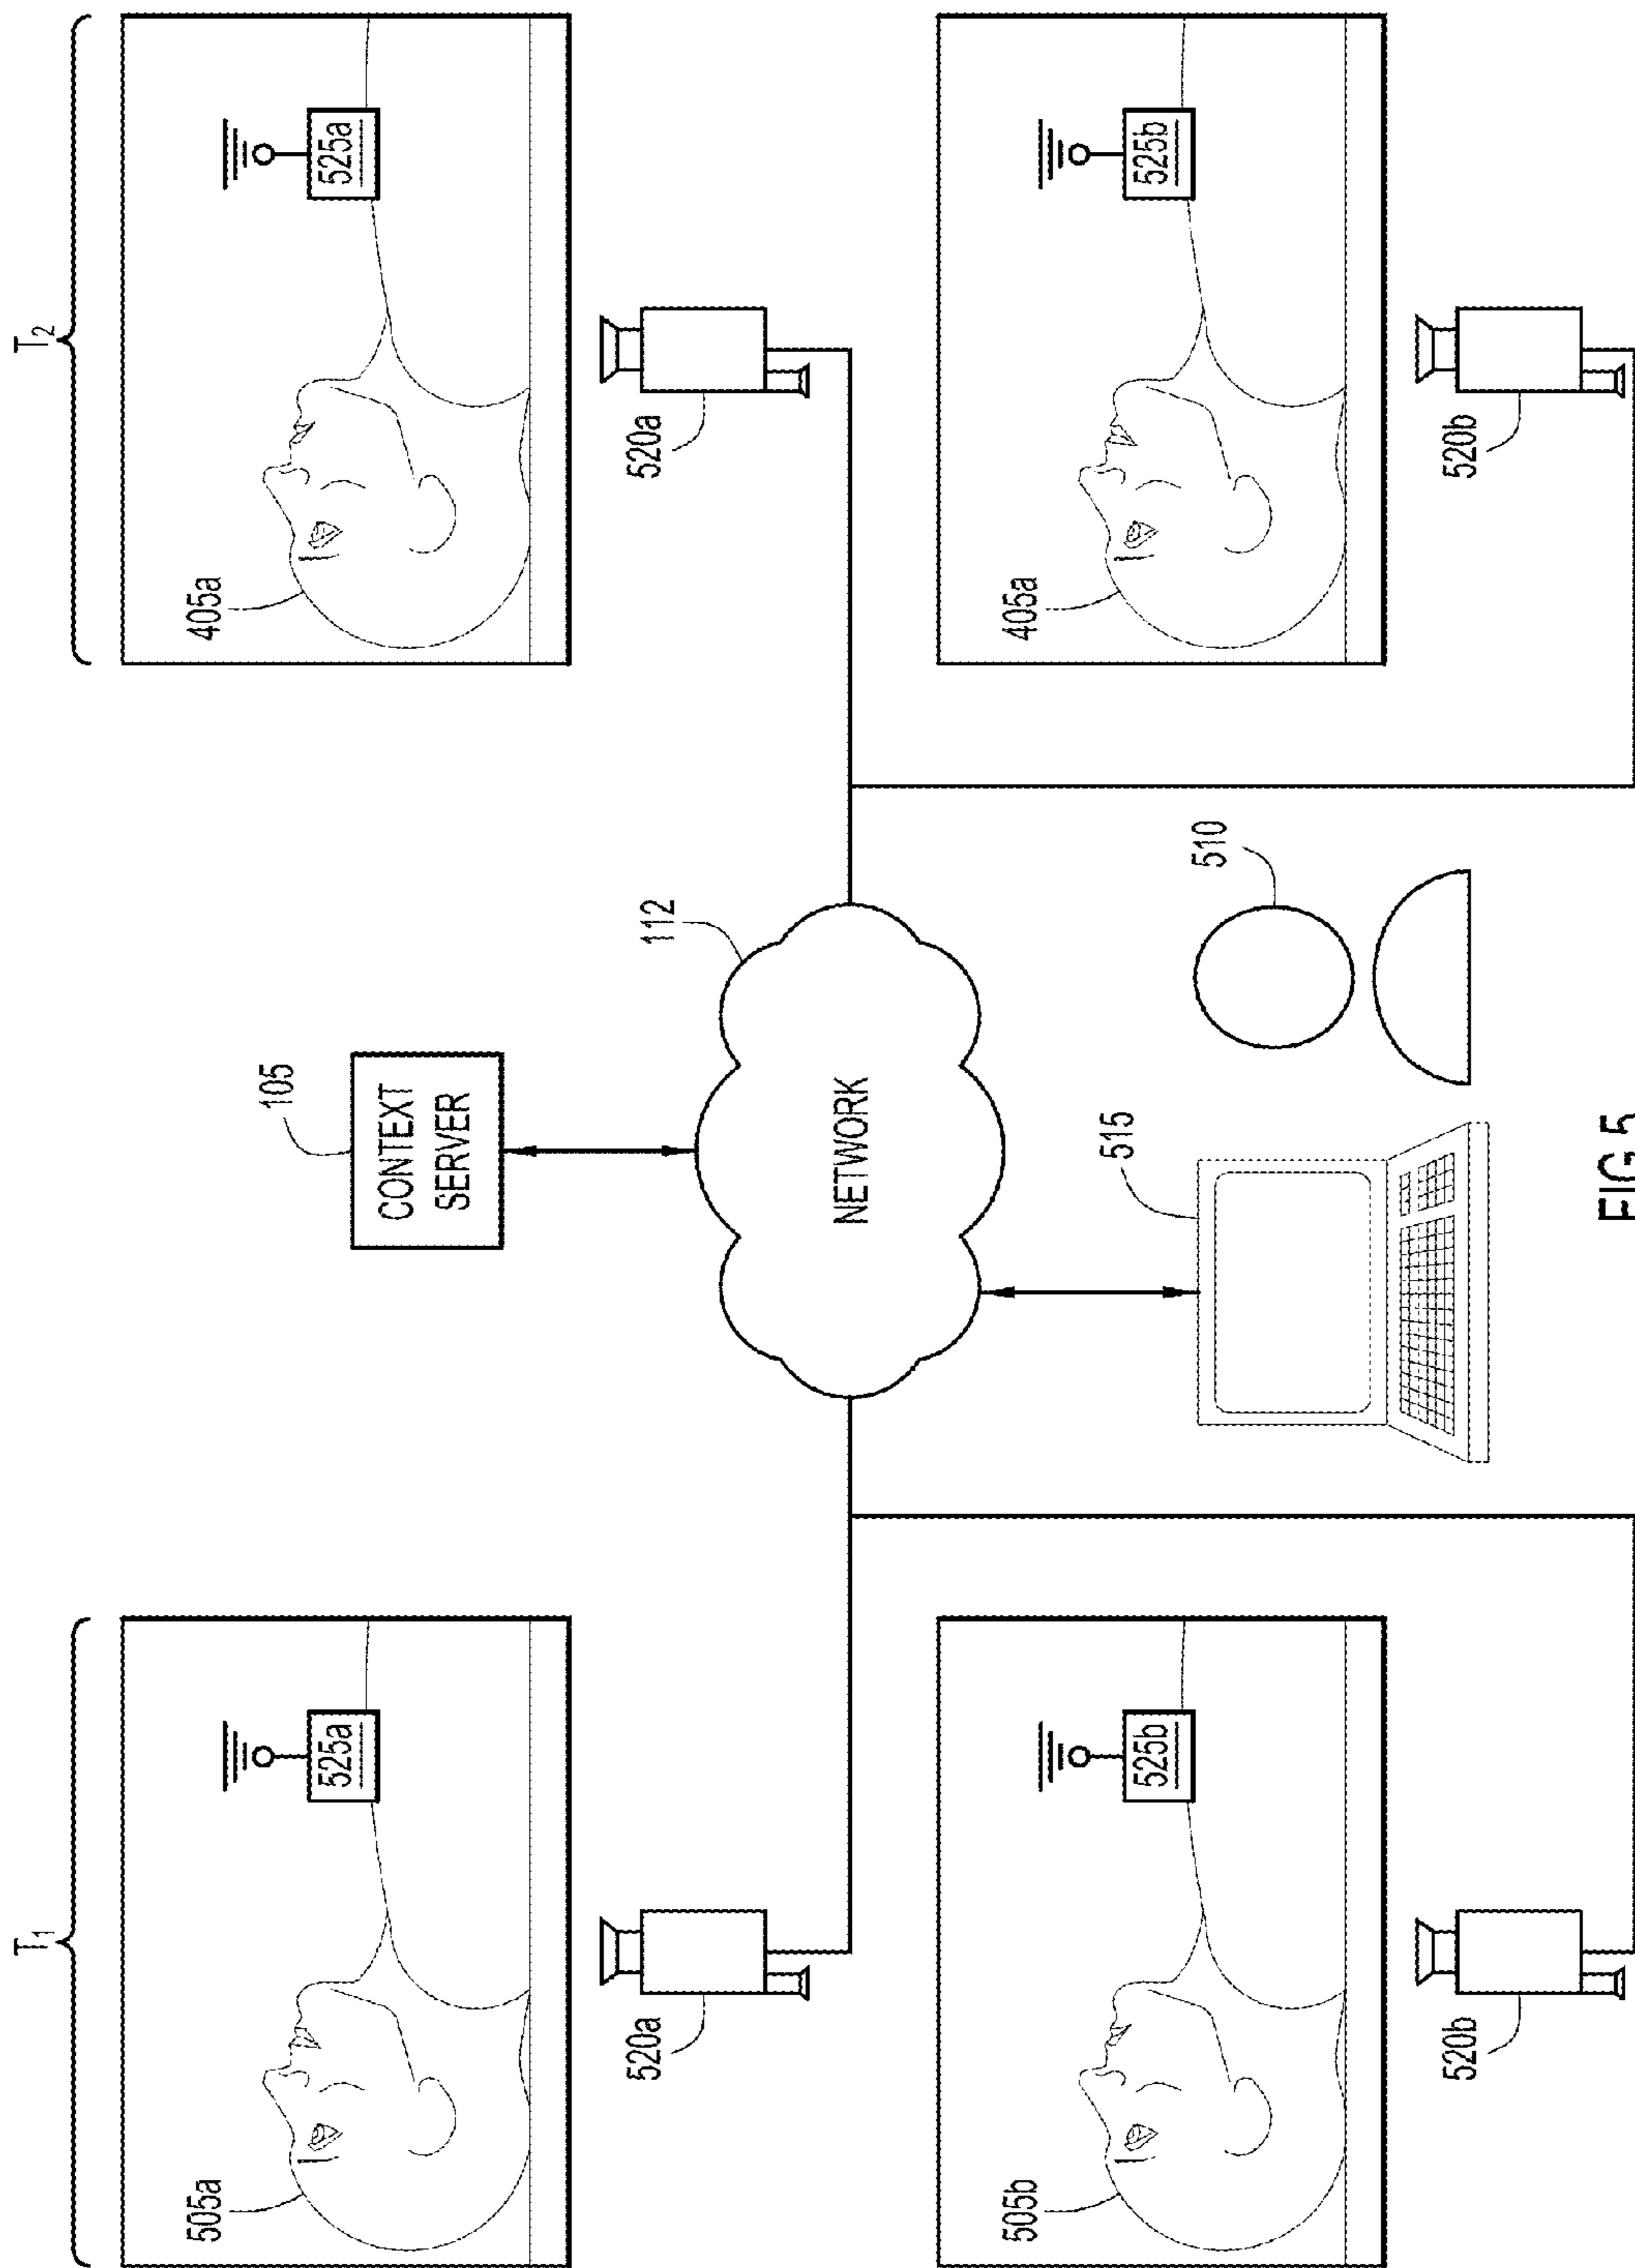 T₁
T₂
505a
405a
105
525a
525a
CONTEXT
SERVER
520a
112
520a
NETWORK
505b
515
405a
525b
510
525b
520b
520b
FIG.5